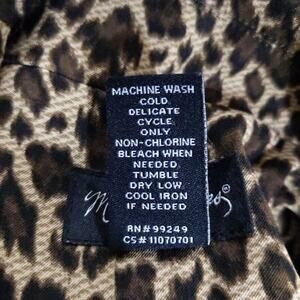 MACHINE WASH
COLD
DELICATE
CYCLE
ONLY
NON-CHLORINE
BLEACH WHEN
NEEDED
TUMBLE
DRY LOW
COOL IRON
IF NEEDED
RN# 99249
CS# 11070701